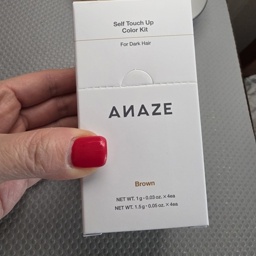 Self Touch Up
Color Kit
For Dark Hair
ANAZE
Brown
NET WT. 1g · 0.03 oz. × 4ea
NET WT. 1.5g · 0.05 oz. × 4ea